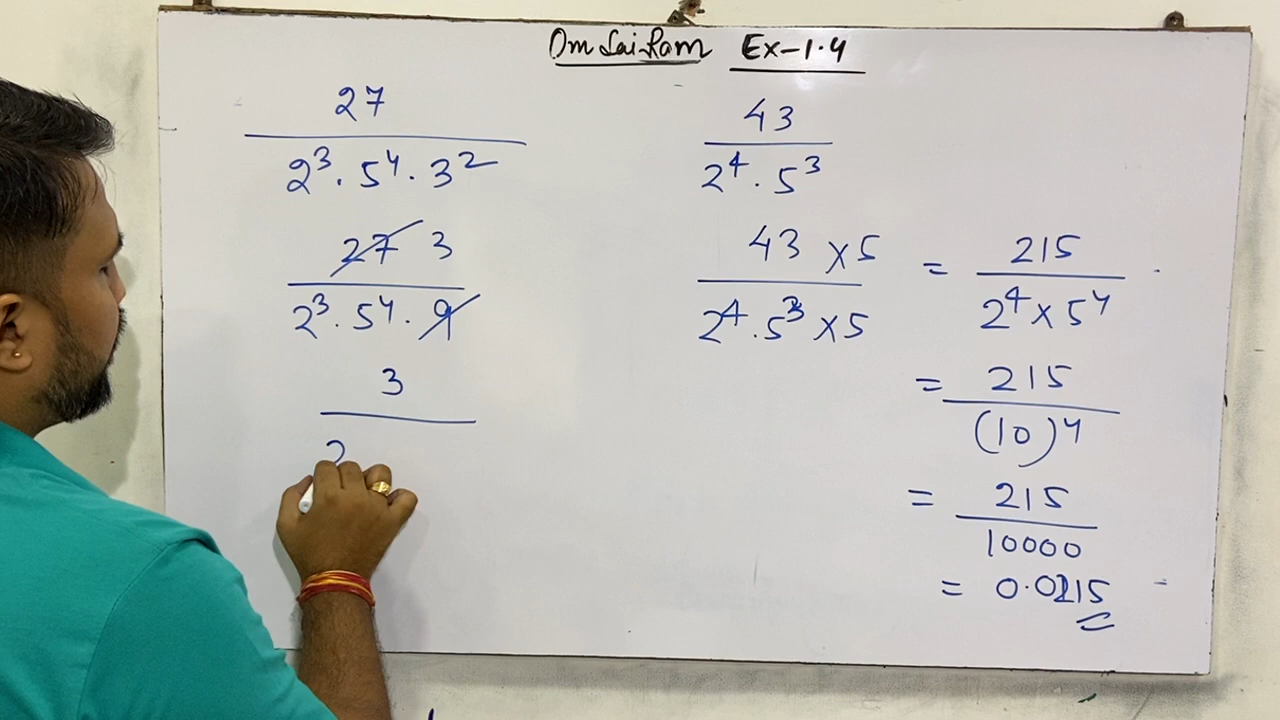 Om Sai Ram Ex-1.4
27
2³ · 5⁴ · 3²
27 3
2³ · 5⁴ · 9
3
2
43
2⁴ · 5³
43 × 5
2⁴ · 5³ × 5
= 215
2⁴ × 5⁴
= 215
(10)⁴
= 215
10000
= 0.0215